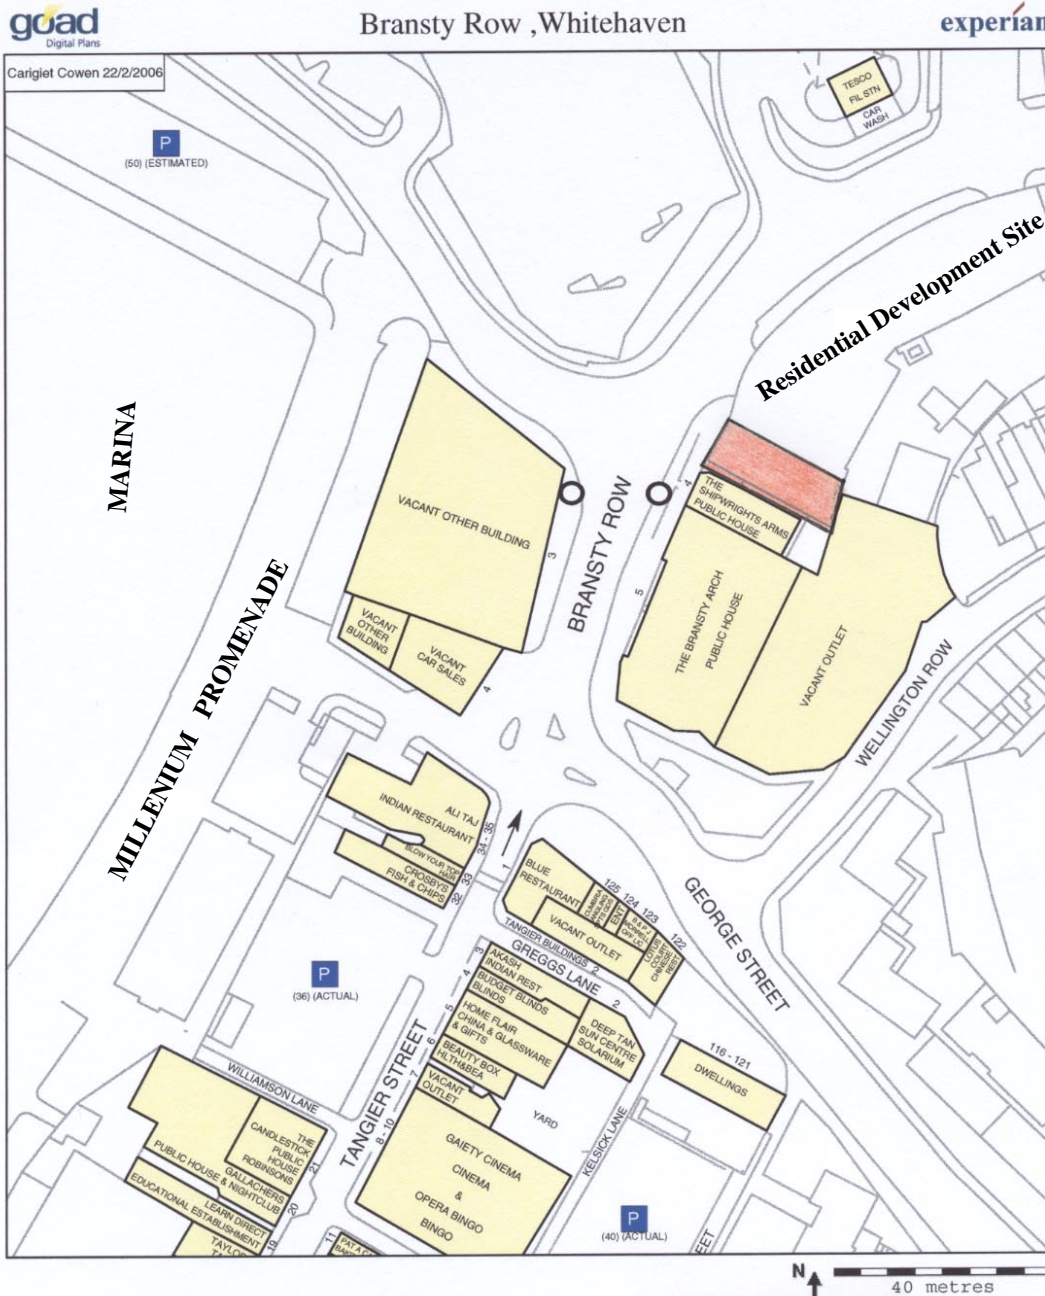 goad
Digital Plans
Bransty Row ,Whitehaven
experian
Carigiet Cowen 22/2/2006
P
(50) (ESTIMATED)
TESCO
FIL STN
CAR
WASH
Residential Development Site
MARINA
MILLENIUM PROMENADE
VACANT OTHER BUILDING
3
VACANT
OTHER
BUILDING
VACANT
CAR SALES
4
BRANSTY ROW
4
THE
SHIPWRIGHTS ARMS
PUBLIC HOUSE
5
THE BRANSTY ARCH
PUBLIC HOUSE
VACANT OUTLET
WELLINGTON ROW
ALI TAJ
INDIAN RESTAURANT
34 - 35
BLOW YOUR TOP
HAIR
33
CROSBYS
FISH & CHIPS
32
1
BLUE
RESTAURANT
125
124
ENT
123
122
LOTUS
COURT
CHINESE
REST
VACANT OUTLET
TANGIER BUILDINGS 2
GREGGS LANE
2
GEORGE STREET
P
(36) (ACTUAL)
3
AKASH
INDIAN REST
4
BUDGET BLINDS
BLINDS
5
HOME FLAIR
CHINA & GLASSWARE
& GIFTS
6
BEAUTY BOX
HLTH&BEA
7
VACANT
OUTLET
8 - 10
DEEP TAN
SUN CENTRE
SOLARIUM
116 - 121
DWELLINGS
YARD
KELSICK LANE
TANGIER STREET
WILLIAMSON LANE
GAIETY CINEMA
CINEMA
&
OPERA BINGO
BINGO
THE
CANDLESTICK
PUBLIC
HOUSE
ROBINSONS
21
GALLACHERS
PUBLIC HOUSE & NIGHTCLUB
20
LEARN DIRECT
EDUCATIONAL ESTABLISHMENT
19
11
P
(40) (ACTUAL)
EET
N
40 metres